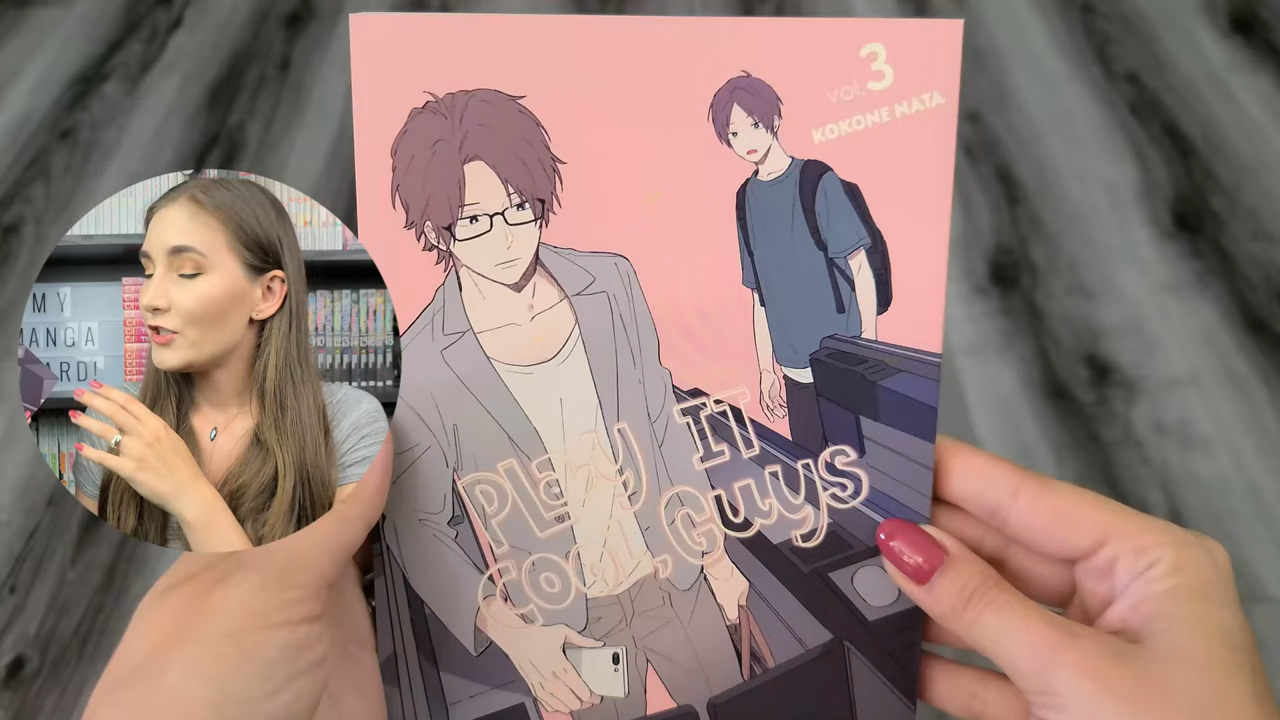 vol.3
KOKONE NATA
MY
MANGA
ARD!
PLay IT
COOL, Guys